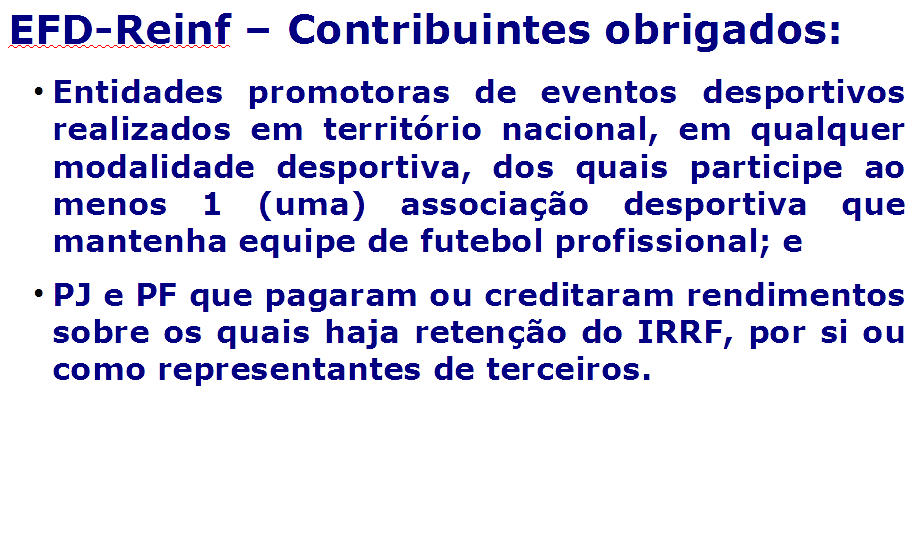 EFD-Reinf – Contribuintes obrigados:
• Entidades promotoras de eventos desportivos
realizados em território nacional, em qualquer
modalidade desportiva, dos quais participe ao
menos 1 (uma) associação desportiva que
mantenha equipe de futebol profissional; e
• PJ e PF que pagaram ou creditaram rendimentos
sobre os quais haja retenção do IRRF, por si ou
como representantes de terceiros.